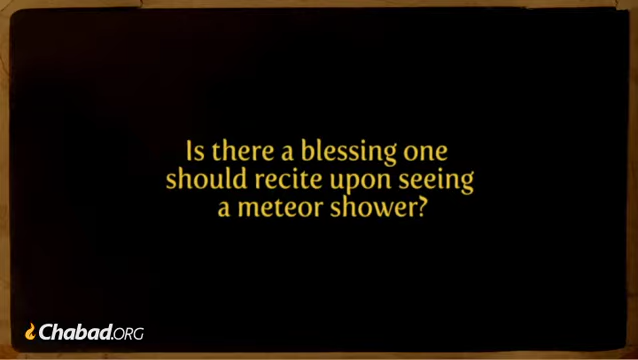 Is there a blessing one
should recite upon seeing
a meteor shower?
Chabad.ORG